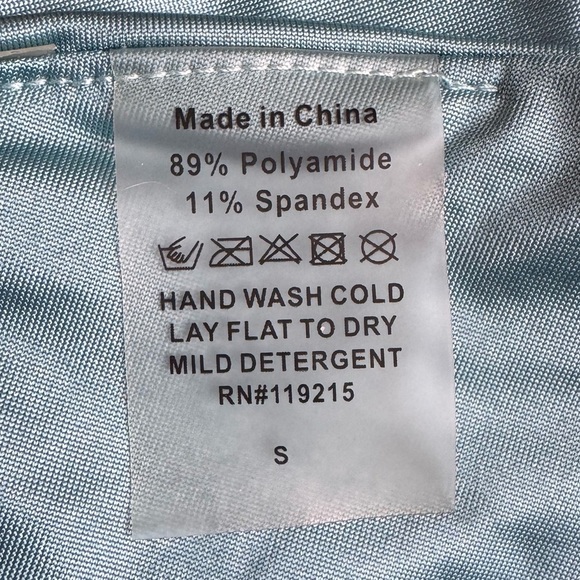 Made in China
89% Polyamide
11% Spandex
HAND WASH COLD
LAY FLAT TO DRY
MILD DETERGENT
RN#119215
S